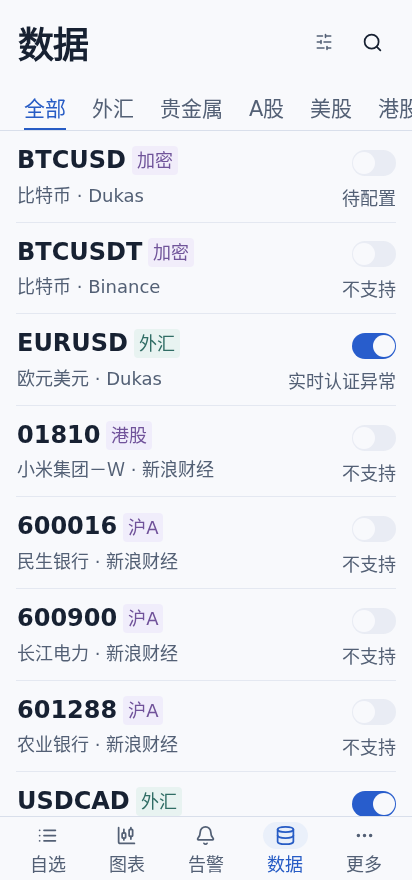 数据
全部 外汇 贵金属 A股 美股 港股
BTCUSD 加密
比特币 · Dukas 待配置
BTCUSDT 加密
比特币 · Binance 不支持
EURUSD 外汇
欧元美元 · Dukas 实时认证异常
01810 港股
小米集团－W · 新浪财经 不支持
600016 沪A
民生银行 · 新浪财经 不支持
600900 沪A
长江电力 · 新浪财经 不支持
601288 沪A
农业银行 · 新浪财经 不支持
USDCAD 外汇
自选 图表 告警 数据 更多